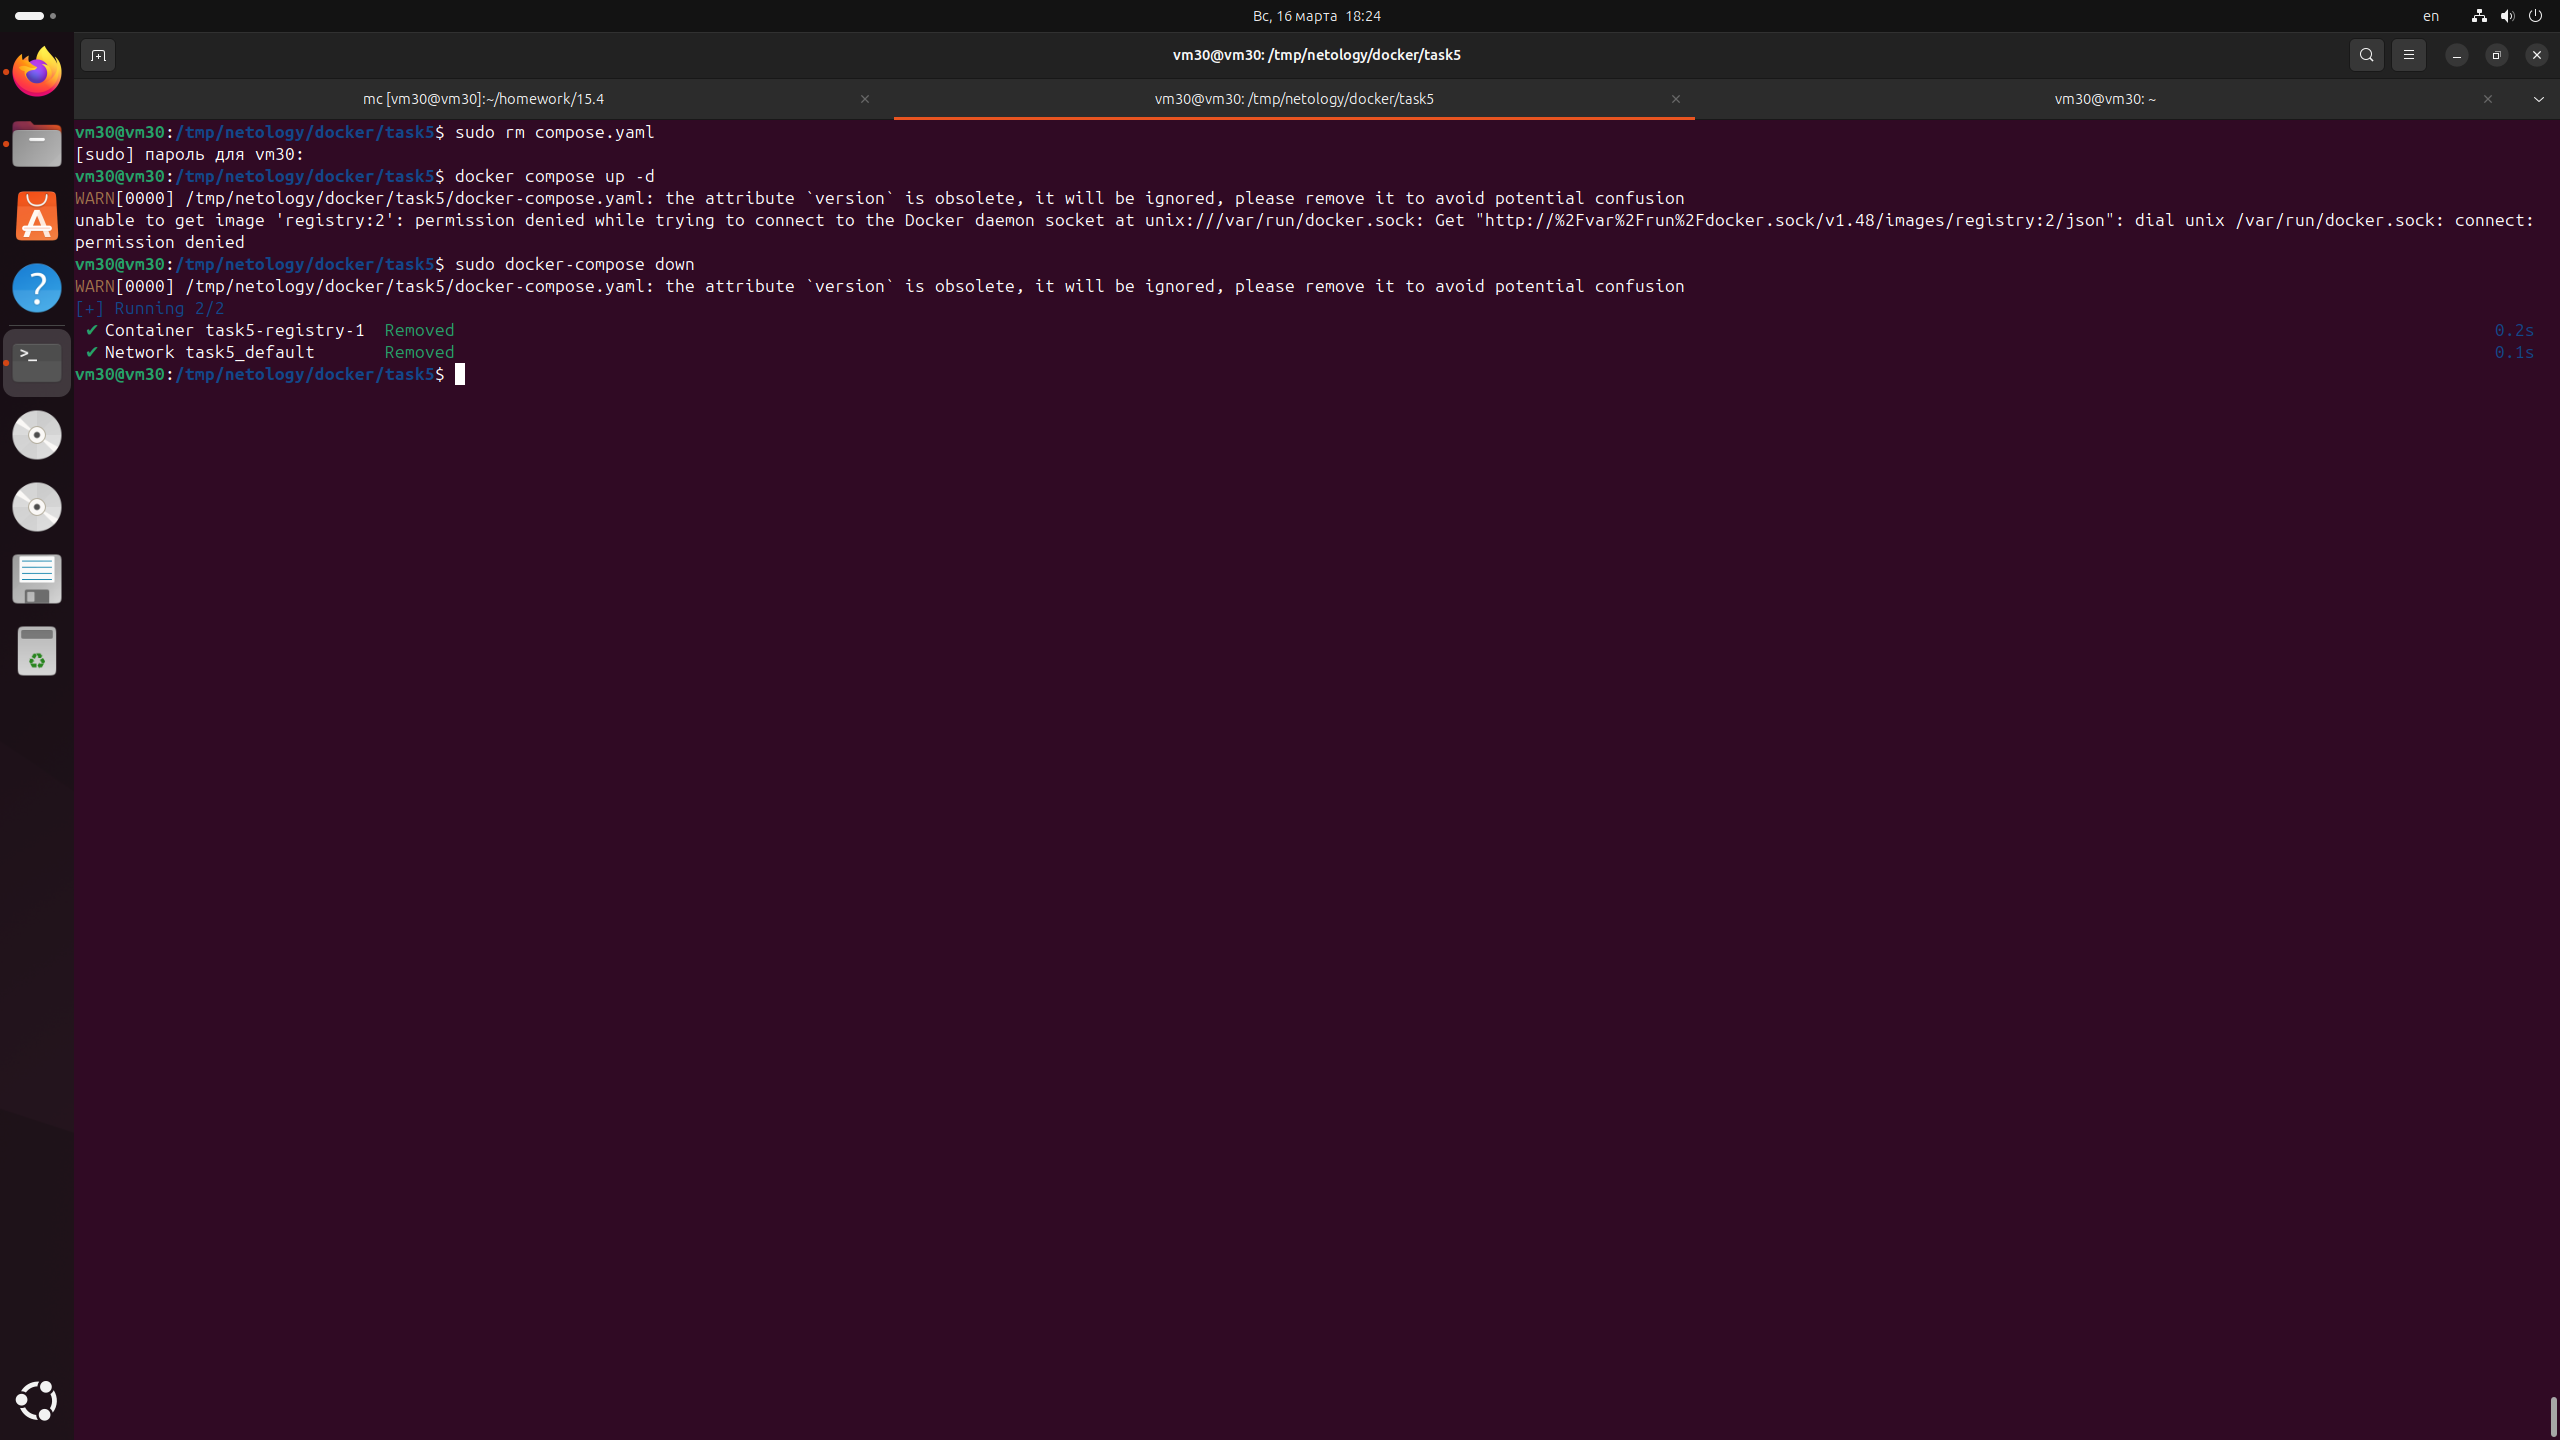 Вс, 16 марта 18:24
en
vm30@vm30: /tmp/netology/docker/task5
mc [vm30@vm30]:~/homework/15.4
vm30@vm30: /tmp/netology/docker/task5
vm30@vm30: ~
vm30@vm30:/tmp/netology/docker/task5$ sudo rm compose.yaml
[sudo] пароль для vm30:
vm30@vm30:/tmp/netology/docker/task5$ docker compose up -d
WARN[0000] /tmp/netology/docker/task5/docker-compose.yaml: the attribute `version` is obsolete, it will be ignored, please remove it to avoid potential confusion
unable to get image 'registry:2': permission denied while trying to connect to the Docker daemon socket at unix:///var/run/docker.sock: Get "http://%2Fvar%2Frun%2Fdocker.sock/v1.48/images/registry:2/json": dial unix /var/run/docker.sock: connect:
permission denied
vm30@vm30:/tmp/netology/docker/task5$ sudo docker-compose down
WARN[0000] /tmp/netology/docker/task5/docker-compose.yaml: the attribute `version` is obsolete, it will be ignored, please remove it to avoid potential confusion
[+] Running 2/2
✔ Container task5-registry-1 Removed 0.2s
✔ Network task5_default Removed 0.1s
vm30@vm30:/tmp/netology/docker/task5$